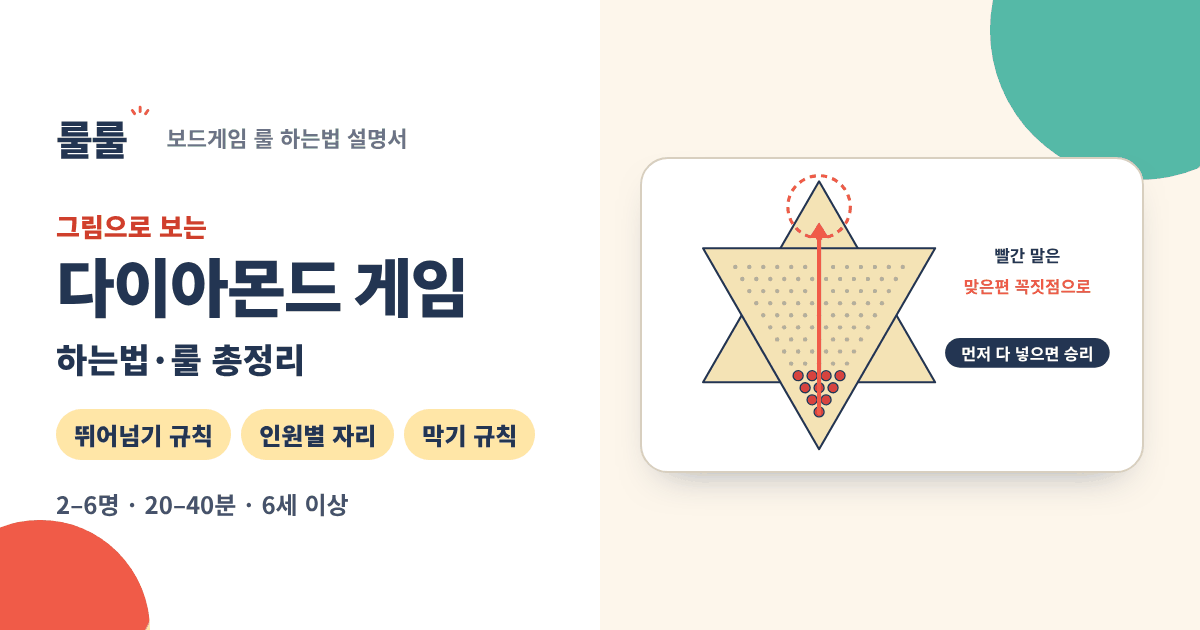 룰룰 보드게임 룰 하는법 설명서
그림으로 보는
다이아몬드 게임
하는법·룰 총정리
뛰어넘기 규칙 인원별 자리 막기 규칙
2–6명 · 20–40분 · 6세 이상
빨간 말은
맞은편 꼭짓점으로
먼저 다 넣으면 승리